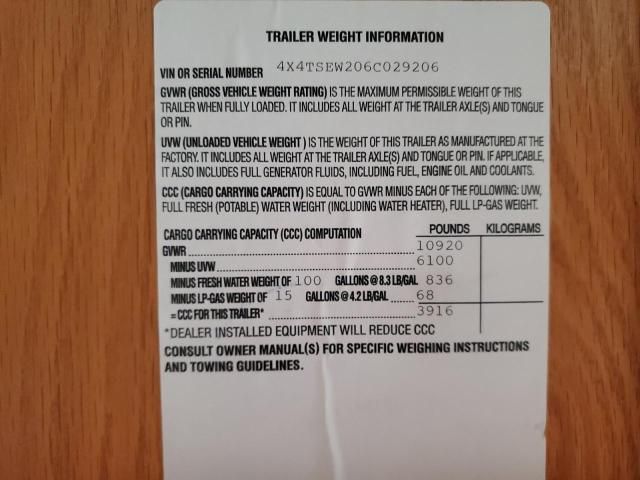 TRAILER WEIGHT INFORMATION
VIN OR SERIAL NUMBER 4X4TSEW206C029206
GVWR (GROSS VEHICLE WEIGHT RATING) IS THE MAXIMUM PERMISSIBLE WEIGHT OF THIS
TRAILER WHEN FULLY LOADED. IT INCLUDES ALL WEIGHT AT THE TRAILER AXLE(S) AND TONGUE
OR PIN.
UVW (UNLOADED VEHICLE WEIGHT ) IS THE WEIGHT OF THIS TRAILER AS MANUFACTURED AT THE
FACTORY. IT INCLUDES ALL WEIGHT AT THE TRAILER AXLE(S) AND TONGUE OR PIN. IF APPLICABLE,
IT ALSO INCLUDES FULL GENERATOR FLUIDS, INCLUDING FUEL, ENGINE OIL AND COOLANTS.
CCC (CARGO CARRYING CAPACITY) IS EQUAL TO GVWR MINUS EACH OF THE FOLLOWING: UVW,
FULL FRESH (POTABLE) WATER WEIGHT (INCLUDING WATER HEATER), FULL LP-GAS WEIGHT.
CARGO CARRYING CAPACITY (CCC) COMPUTATION POUNDS KILOGRAMS
GVWR 10920
MINUS UVW 6100
MINUS FRESH WATER WEIGHT OF 100 GALLONS @ 8.3 LB/GAL 836
MINUS LP-GAS WEIGHT OF 15 GALLONS @ 4.2 LB/GAL 68
= CCC FOR THIS TRAILER* 3916
*DEALER INSTALLED EQUIPMENT WILL REDUCE CCC
CONSULT OWNER MANUAL(S) FOR SPECIFIC WEIGHING INSTRUCTIONS
AND TOWING GUIDELINES.